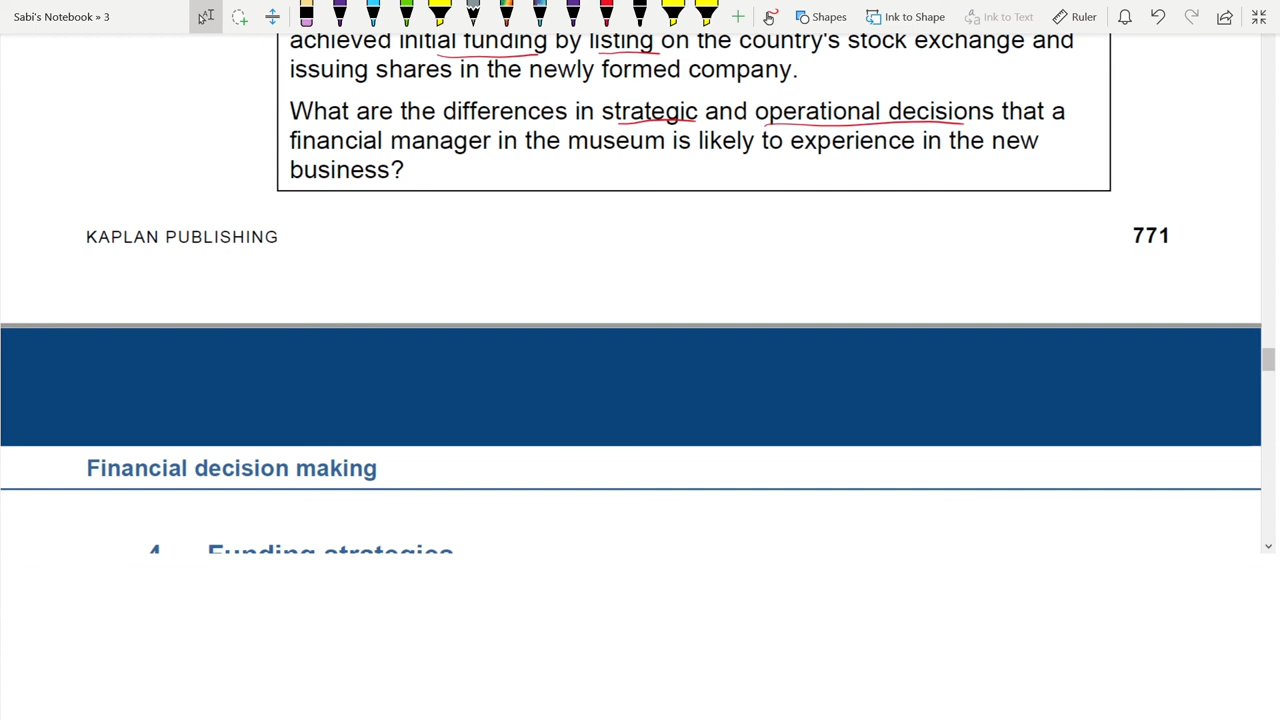 Sabi's Notebook » 3
Shapes
Ink to Shape
Ink to Text
Ruler
achieved initial funding by listing on the country's stock exchange and
issuing shares in the newly formed company.
What are the differences in strategic and operational decisions that a
financial manager in the museum is likely to experience in the new
business?
KAPLAN PUBLISHING
771
Financial decision making
4 Funding strategies